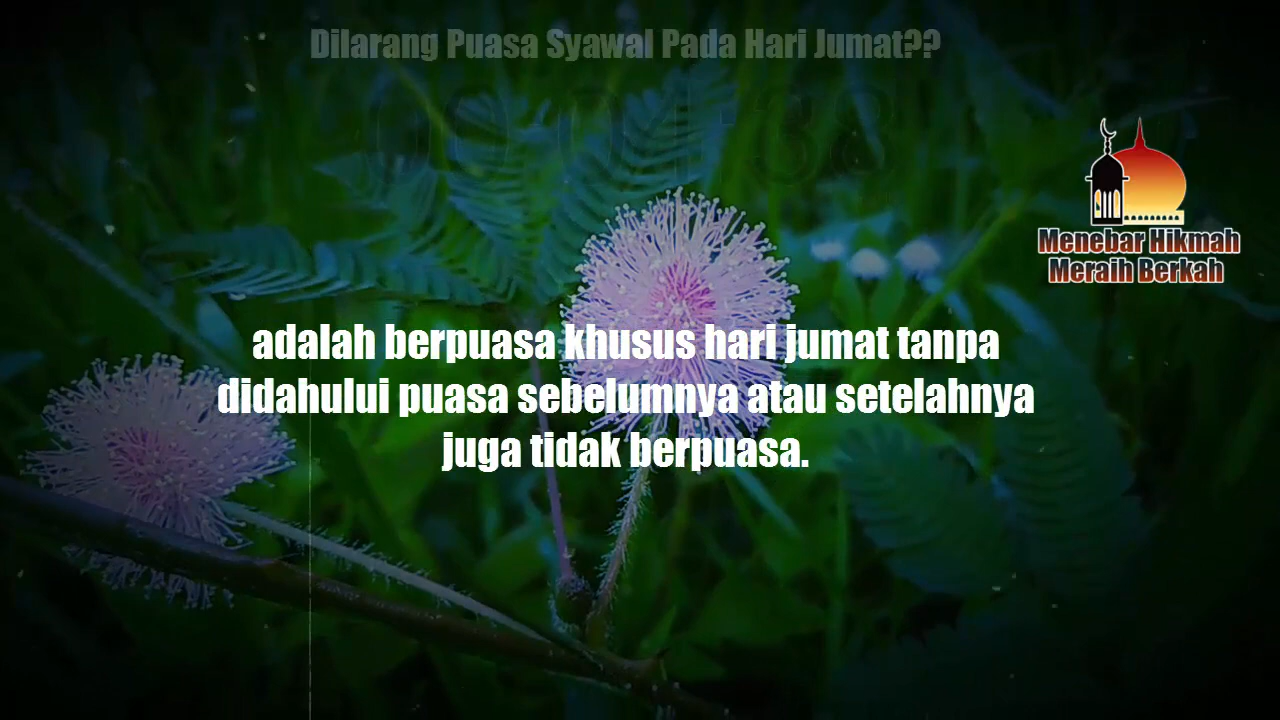 Dilarang Puasa Syawal Pada Hari Jumat??
Menebar Hikmah
Meraih Berkah
adalah berpuasa khusus hari jumat tanpa
didahului puasa sebelumnya atau setelahnya
juga tidak berpuasa.